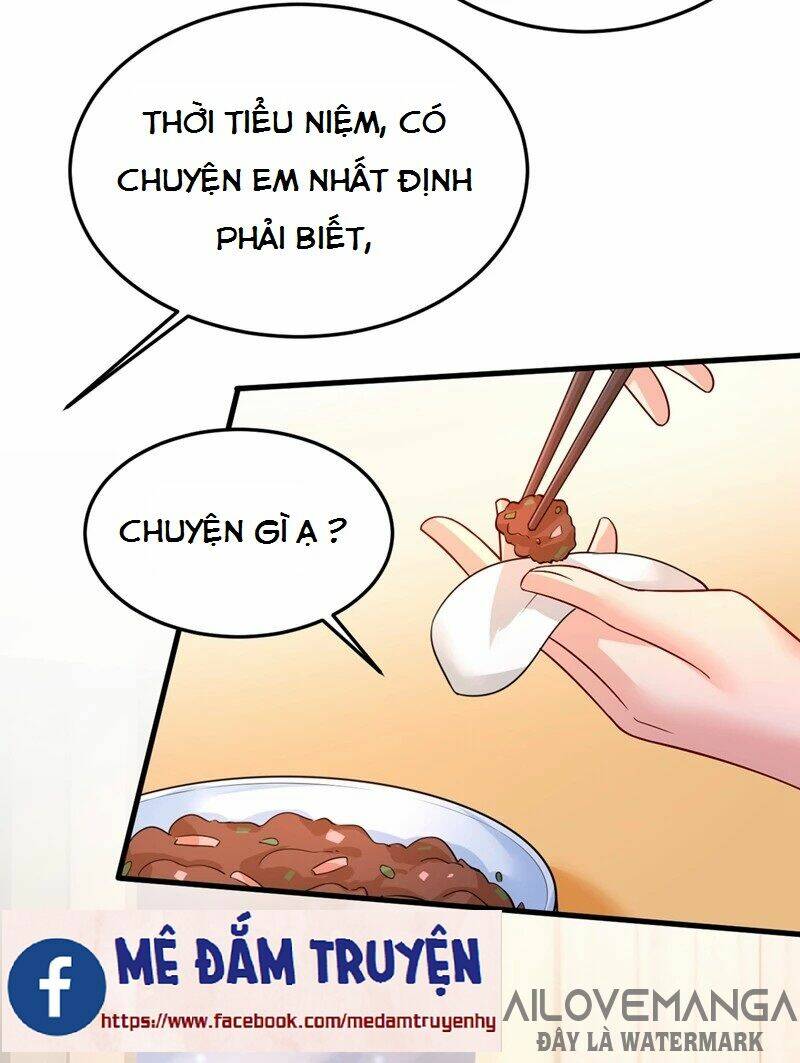 THỜI TIỂU NIỆM, CÓ
CHUYỆN EM NHẤT ĐỊNH
PHẢI BIẾT,
CHUYỆN GÌ Ạ ?
f MÊ ĐẮM TRUYỆN
https://www.facebook.com/medamtruyenhy
AILOVEMANGA
ĐÂY LÀ WATERMARK